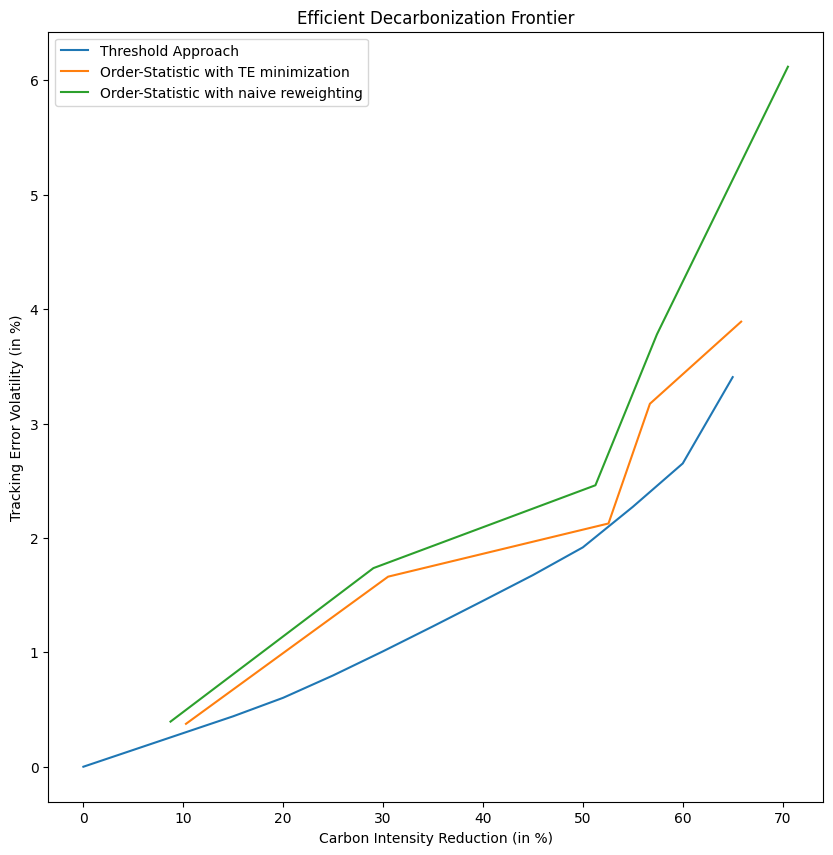 Efficient Decarbonization Frontier
Threshold Approach
Order-Statistic with TE minimization
Order-Statistic with naive reweighting
Tracking Error Volatility (in %)
6
5
4
3
2
1
0
0 10 20 30 40 50 60 70
Carbon Intensity Reduction (in %)